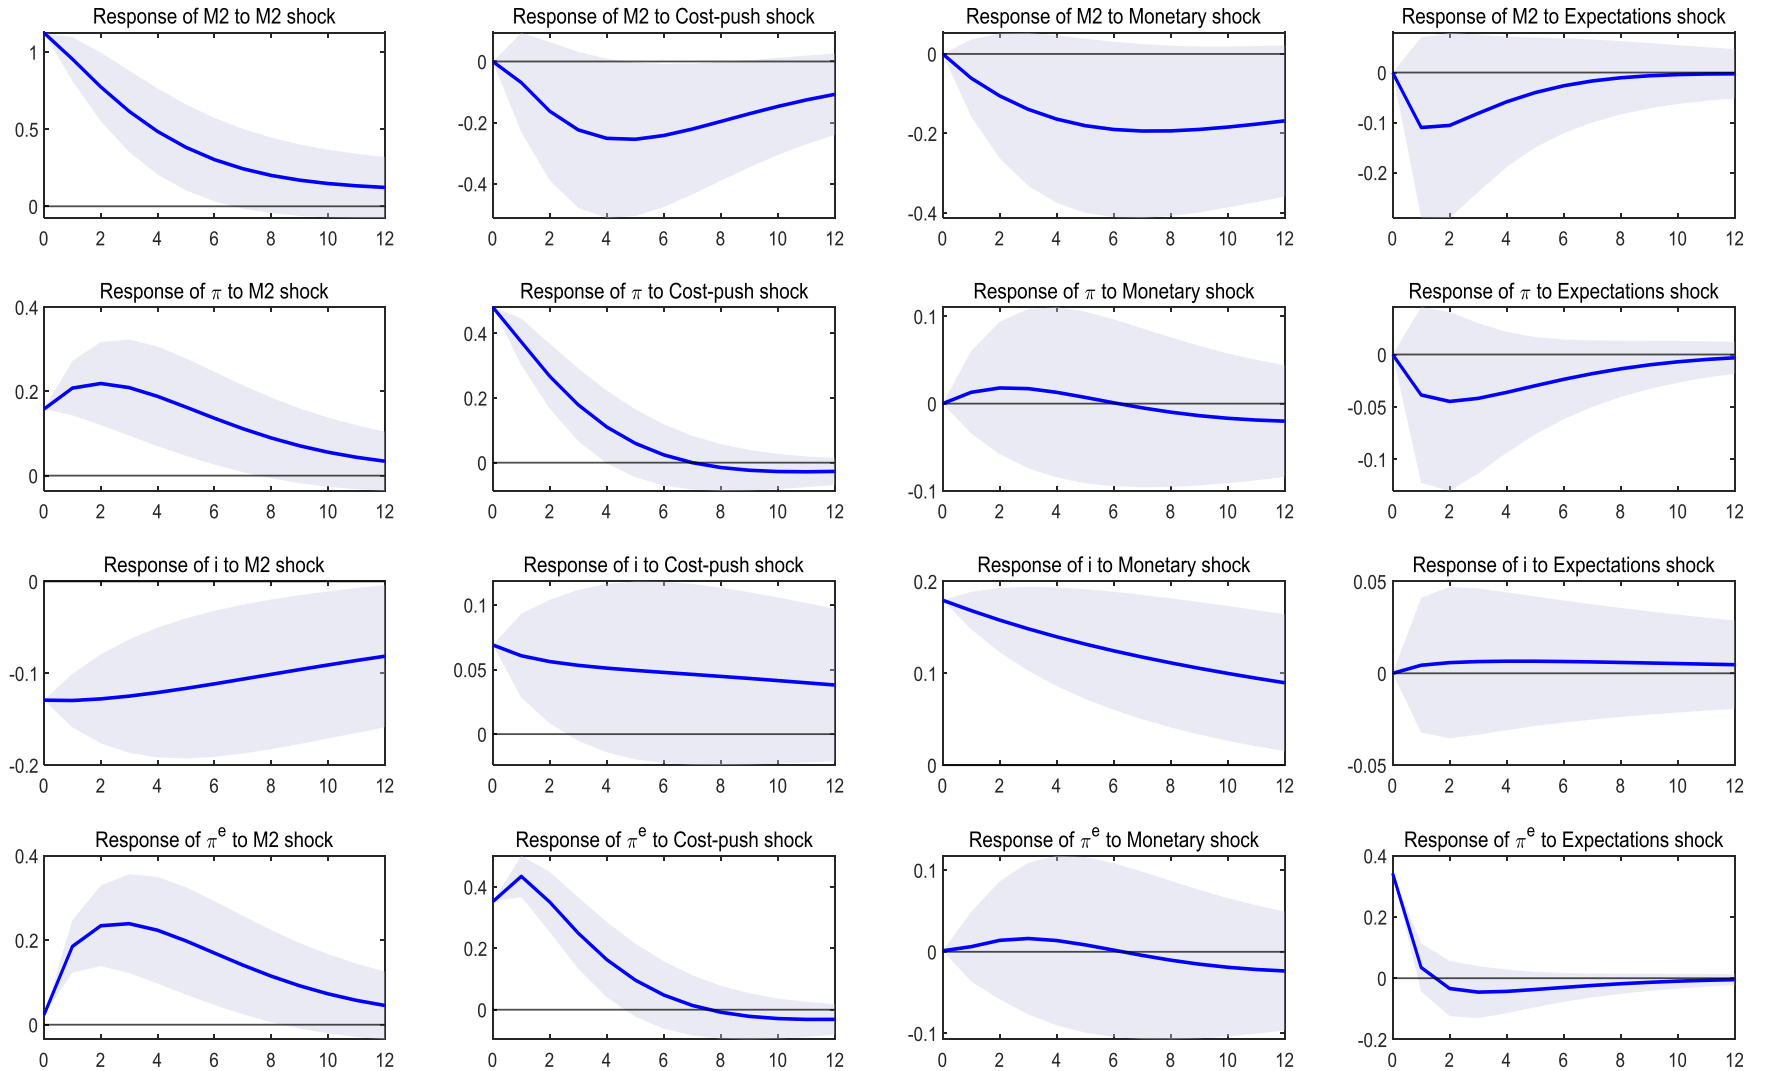 Response of M2 to M2 shock
Response of M2 to Cost-push shock
Response of M2 to Monetary shock
Response of M2 to Expectations shock
1
0.5
0
0 2 4 6 8 10 12
0
-0.2
-0.4
0 2 4 6 8 10 12
0
-0.2
-0.4
0 2 4 6 8 10 12
0
-0.1
-0.2
0 2 4 6 8 10 12
Response of π to M2 shock
Response of π to Cost-push shock
Response of π to Monetary shock
Response of π to Expectations shock
0.4
0.2
0
0 2 4 6 8 10 12
0.4
0.2
0
0 2 4 6 8 10 12
0.1
0
-0.1
0 2 4 6 8 10 12
0
-0.05
-0.1
0 2 4 6 8 10 12
Response of i to M2 shock
Response of i to Cost-push shock
Response of i to Monetary shock
Response of i to Expectations shock
0
-0.1
-0.2
0 2 4 6 8 10 12
0.1
0.05
0
0 2 4 6 8 10 12
0.2
0.1
0
0 2 4 6 8 10 12
0.05
0
-0.05
0 2 4 6 8 10 12
Response of πᵉ to M2 shock
Response of πᵉ to Cost-push shock
Response of πᵉ to Monetary shock
Response of πᵉ to Expectations shock
0.4
0.2
0
0 2 4 6 8 10 12
0.4
0.2
0
0 2 4 6 8 10 12
0.1
0
-0.1
0 2 4 6 8 10 12
0.4
0.2
0
-0.2
0 2 4 6 8 10 12